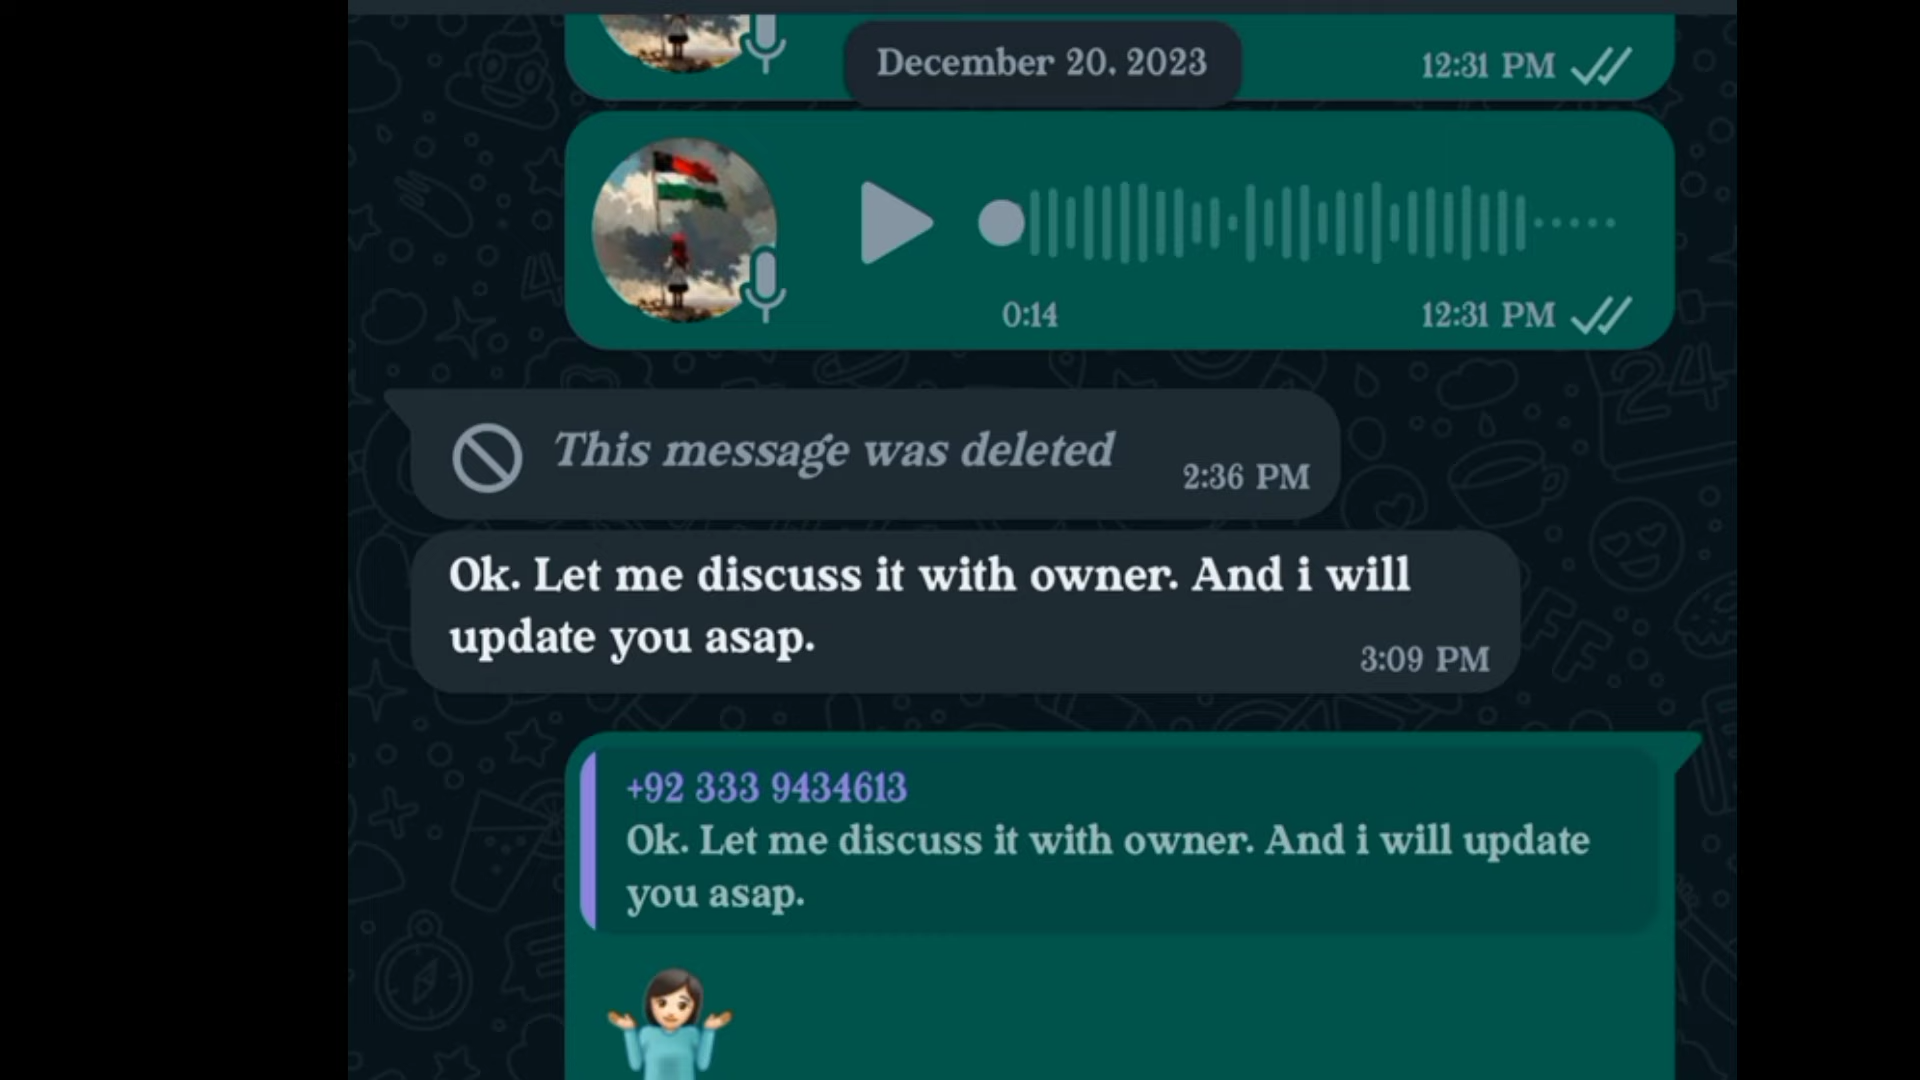 December 20, 2023
12:31 PM
0:14
12:31 PM
This message was deleted
2:36 PM
Ok. Let me discuss it with owner. And i will
update you asap.
3:09 PM
+92 333 9434613
Ok. Let me discuss it with owner. And i will update
you asap.